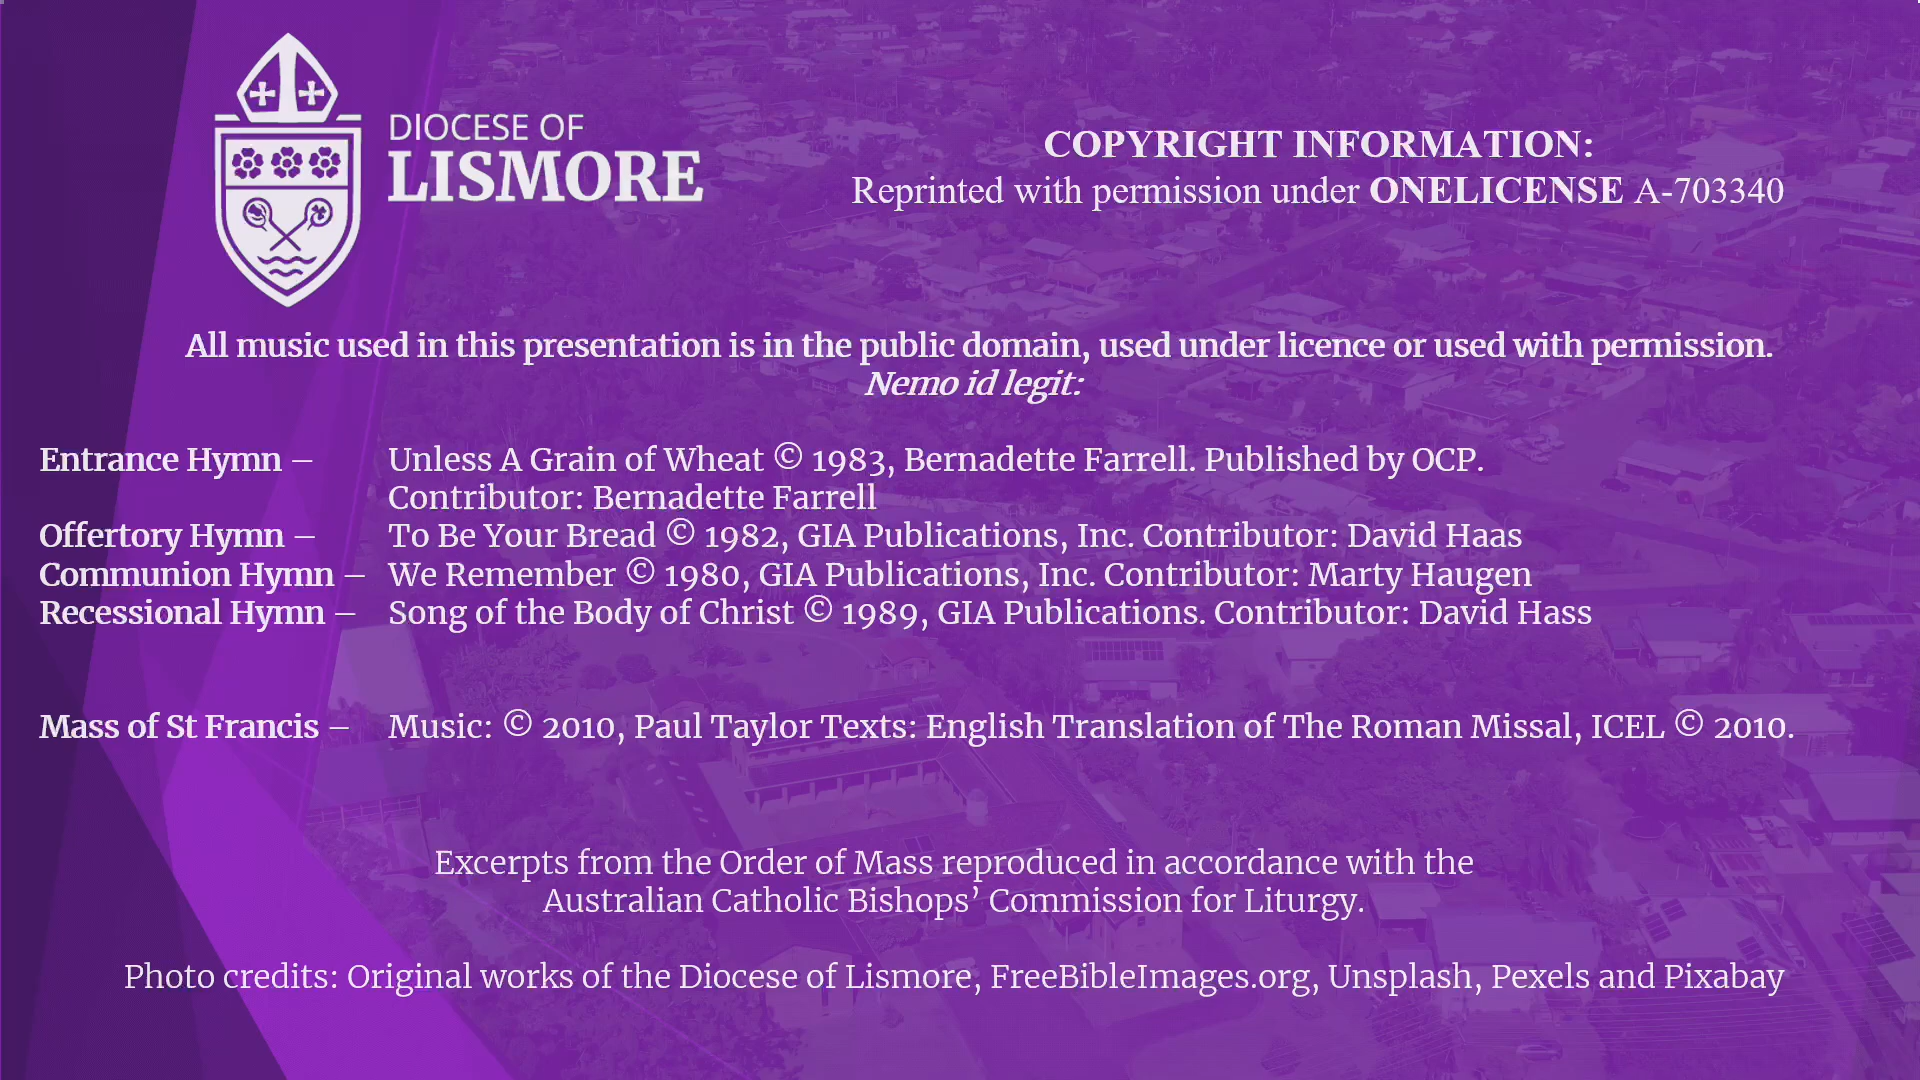 DIOCESE OF
LISMORE
COPYRIGHT INFORMATION:
Reprinted with permission under ONELICENSE A-703340
All music used in this presentation is in the public domain, used under licence or used with permission.
Nemo id legit:
Entrance Hymn – Unless A Grain of Wheat © 1983, Bernadette Farrell. Published by OCP.
Contributor: Bernadette Farrell
Offertory Hymn – To Be Your Bread © 1982, GIA Publications, Inc. Contributor: David Haas
Communion Hymn – We Remember © 1980, GIA Publications, Inc. Contributor: Marty Haugen
Recessional Hymn – Song of the Body of Christ © 1989, GIA Publications. Contributor: David Hass
Mass of St Francis – Music: © 2010, Paul Taylor Texts: English Translation of The Roman Missal, ICEL © 2010.
Excerpts from the Order of Mass reproduced in accordance with the
Australian Catholic Bishops’ Commission for Liturgy.
Photo credits: Original works of the Diocese of Lismore, FreeBibleImages.org, Unsplash, Pexels and Pixabay